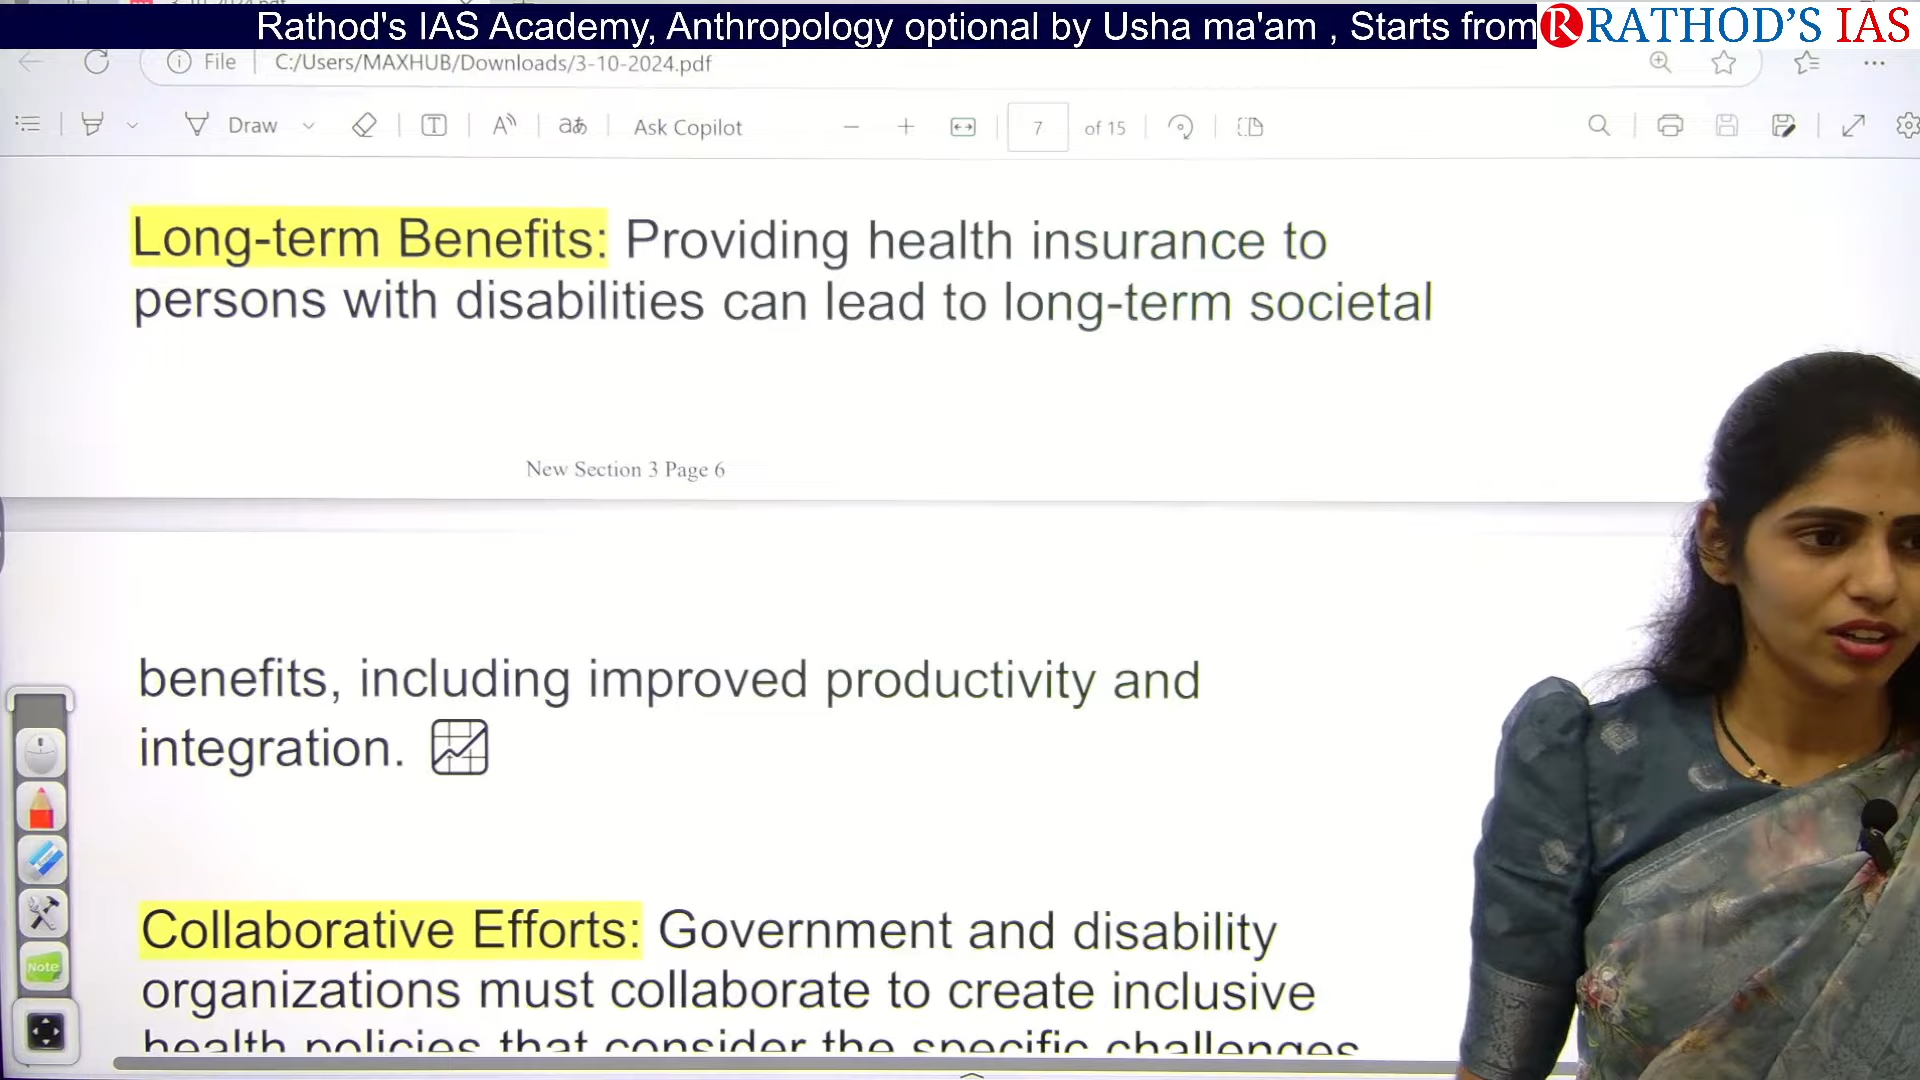 Rathod's IAS Academy, Anthropology optional by Usha ma'am , Starts from
RATHOD'S IAS
File
C:/Users/MAXHUB/Downloads/3-10-2024.pdf
Draw
Ask Copilot
7
of 15
Long-term Benefits: Providing health insurance to
persons with disabilities can lead to long-term societal
New Section 3 Page 6
benefits, including improved productivity and
integration.
Collaborative Efforts: Government and disability
organizations must collaborate to create inclusive
health policies that consider the specific challenges
Note